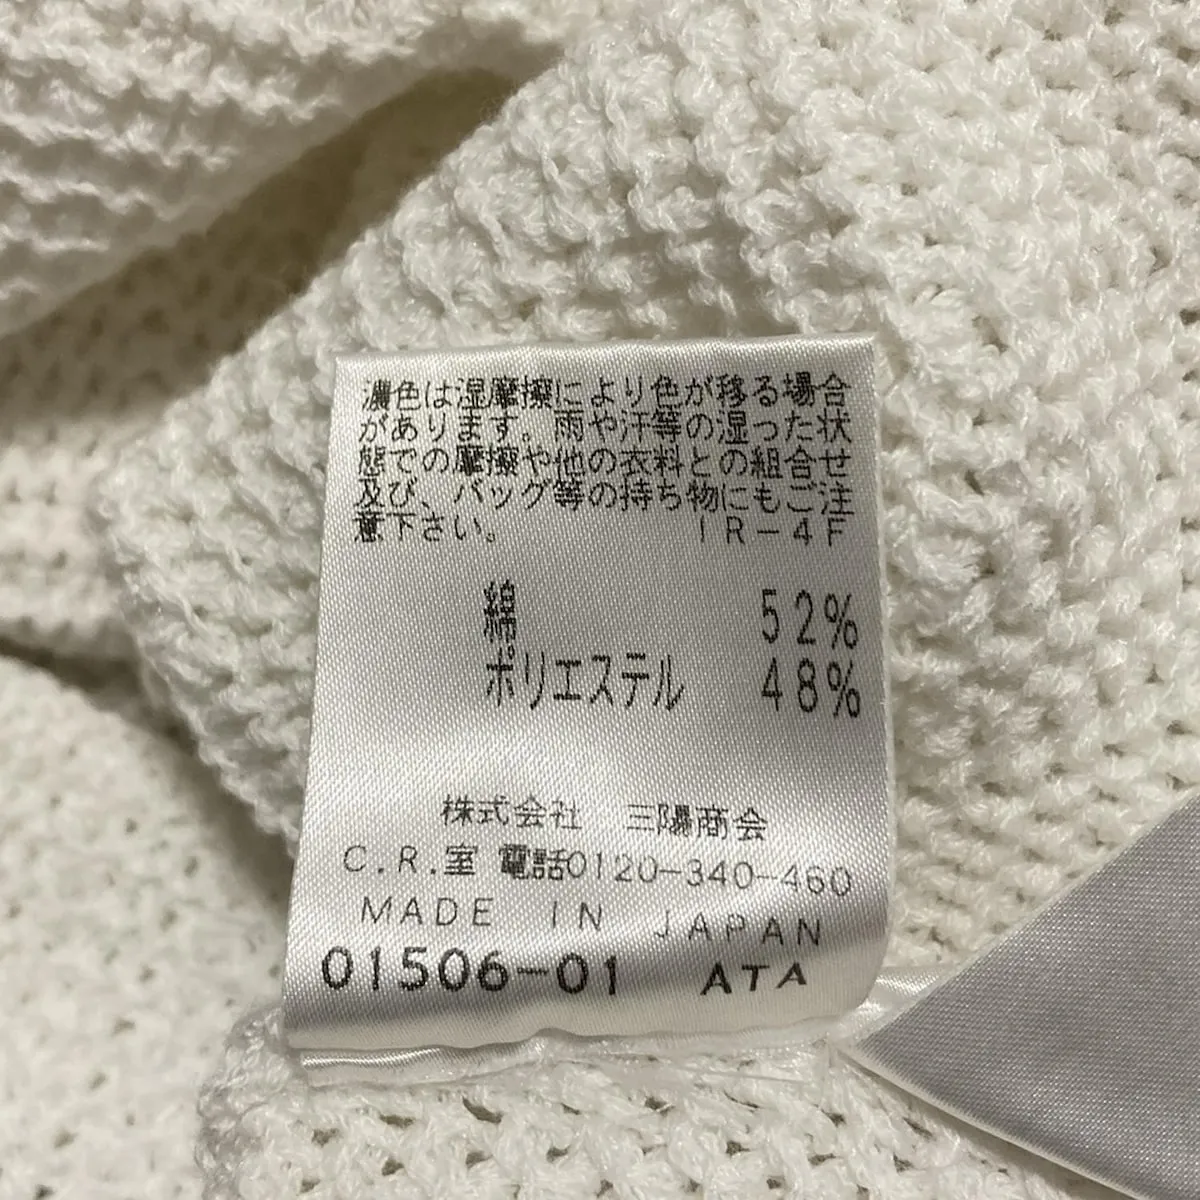 濃色は湿摩擦により色が移る場合
があります。雨や汗等の湿った状
態での摩擦や他の衣料との組合せ
及び、バッグ等の持ち物にもご注
意下さい。 IR-4F
綿 52%
ポリエステル 48%
株式会社 三陽商会
C.R.室 電話0120-340-460
MADE IN JAPAN
01506-01 ATA